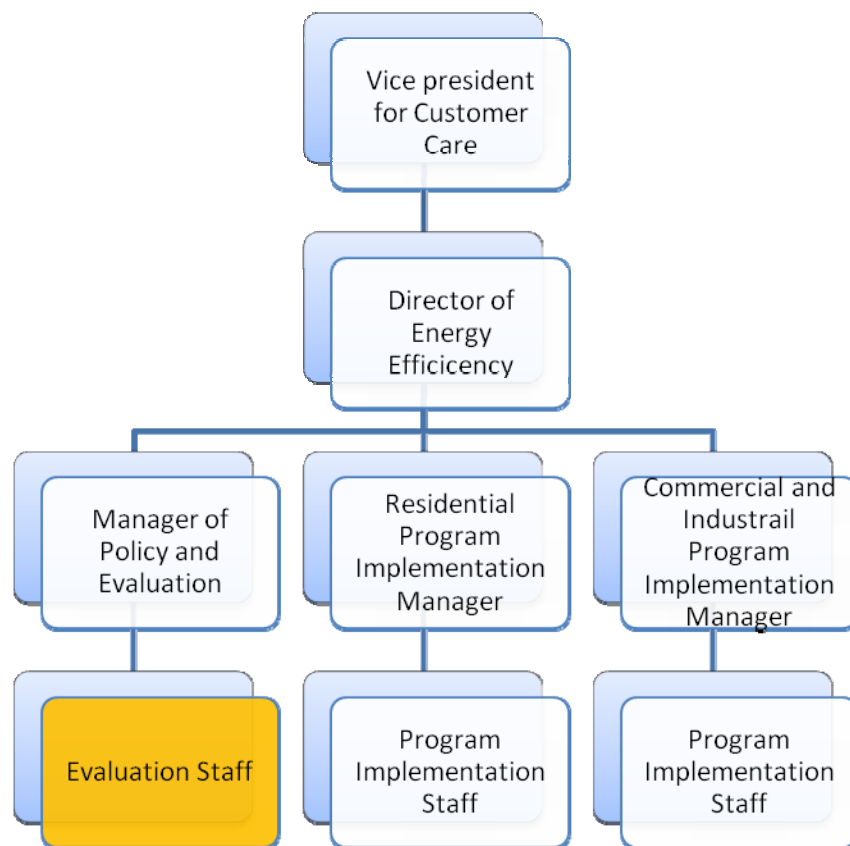 Vice president
for Customer
Care
Director of
Energy
Efficicency
Manager of
Policy and
Evaluation
Residential
Program
Implementation
Manager
Commercial and
Industrail
Program
Implementation
Manager
Evaluation Staff
Program
Implementation
Staff
Program
Implementation
Staff